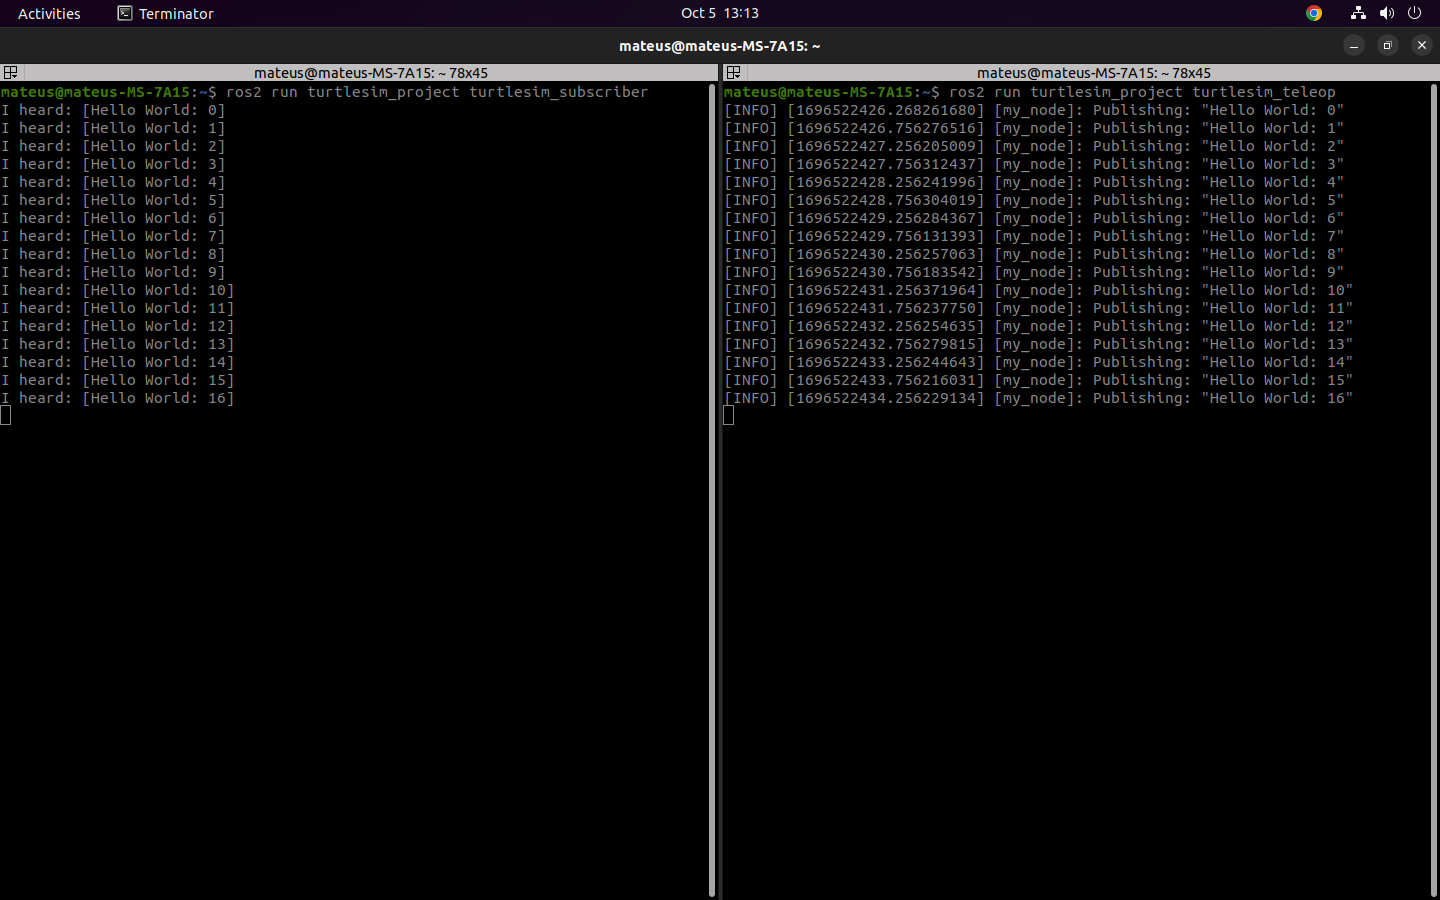 Activities
Terminator
Oct 5 13:13
mateus@mateus-MS-7A15: ~
mateus@mateus-MS-7A15: ~ 78x45
mateus@mateus-MS-7A15:~$ ros2 run turtlesim_project turtlesim_subscriber
I heard: [Hello World: 0]
I heard: [Hello World: 1]
I heard: [Hello World: 2]
I heard: [Hello World: 3]
I heard: [Hello World: 4]
I heard: [Hello World: 5]
I heard: [Hello World: 6]
I heard: [Hello World: 7]
I heard: [Hello World: 8]
I heard: [Hello World: 9]
I heard: [Hello World: 10]
I heard: [Hello World: 11]
I heard: [Hello World: 12]
I heard: [Hello World: 13]
I heard: [Hello World: 14]
I heard: [Hello World: 15]
I heard: [Hello World: 16]
mateus@mateus-MS-7A15: ~ 78x45
mateus@mateus-MS-7A15:~$ ros2 run turtlesim_project turtlesim_teleop
[INFO] [1696522426.268261680] [my_node]: Publishing: "Hello World: 0"
[INFO] [1696522426.756276516] [my_node]: Publishing: "Hello World: 1"
[INFO] [1696522427.256205009] [my_node]: Publishing: "Hello World: 2"
[INFO] [1696522427.756312437] [my_node]: Publishing: "Hello World: 3"
[INFO] [1696522428.256241996] [my_node]: Publishing: "Hello World: 4"
[INFO] [1696522428.756304019] [my_node]: Publishing: "Hello World: 5"
[INFO] [1696522429.256284367] [my_node]: Publishing: "Hello World: 6"
[INFO] [1696522429.756131393] [my_node]: Publishing: "Hello World: 7"
[INFO] [1696522430.256257063] [my_node]: Publishing: "Hello World: 8"
[INFO] [1696522430.756183542] [my_node]: Publishing: "Hello World: 9"
[INFO] [1696522431.256371964] [my_node]: Publishing: "Hello World: 10"
[INFO] [1696522431.756237750] [my_node]: Publishing: "Hello World: 11"
[INFO] [1696522432.256254635] [my_node]: Publishing: "Hello World: 12"
[INFO] [1696522432.756279815] [my_node]: Publishing: "Hello World: 13"
[INFO] [1696522433.256244643] [my_node]: Publishing: "Hello World: 14"
[INFO] [1696522433.756216031] [my_node]: Publishing: "Hello World: 15"
[INFO] [1696522434.256229134] [my_node]: Publishing: "Hello World: 16"